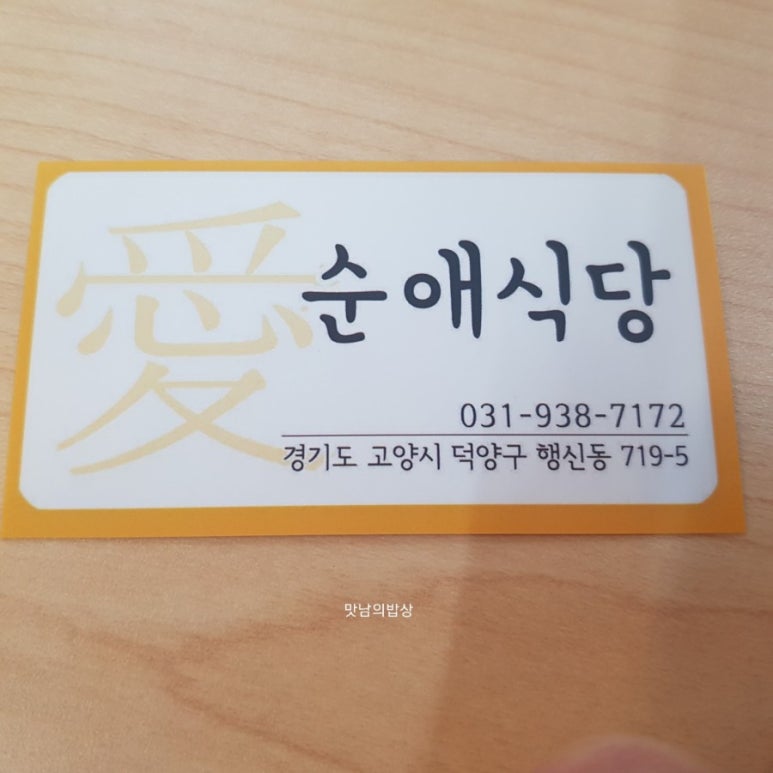 愛
순애식당
031-938-7172
경기도 고양시 덕양구 행신동 719-5
맛남의밥상